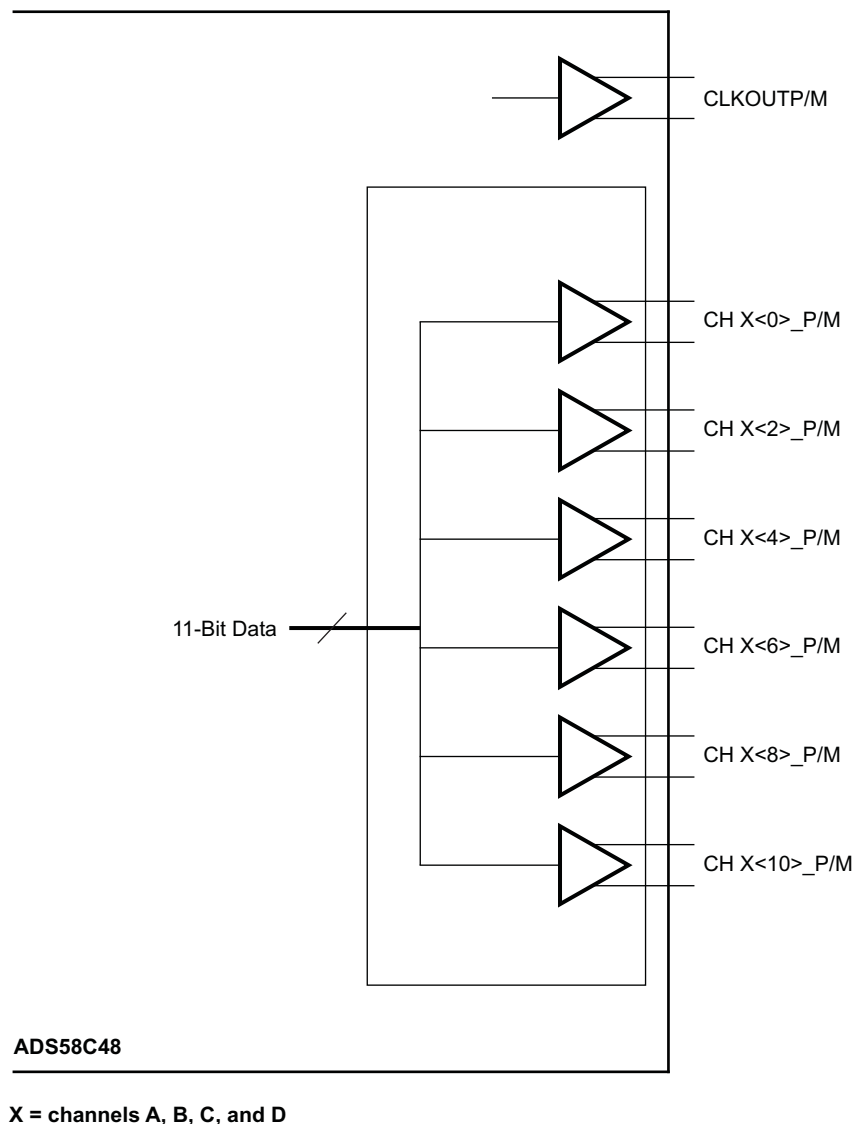 CLKOUTP/M
CH X<0>_P/M
CH X<2>_P/M
CH X<4>_P/M
11-Bit Data
CH X<6>_P/M
CH X<8>_P/M
CH X<10>_P/M
ADS58C48
X = channels A, B, C, and D